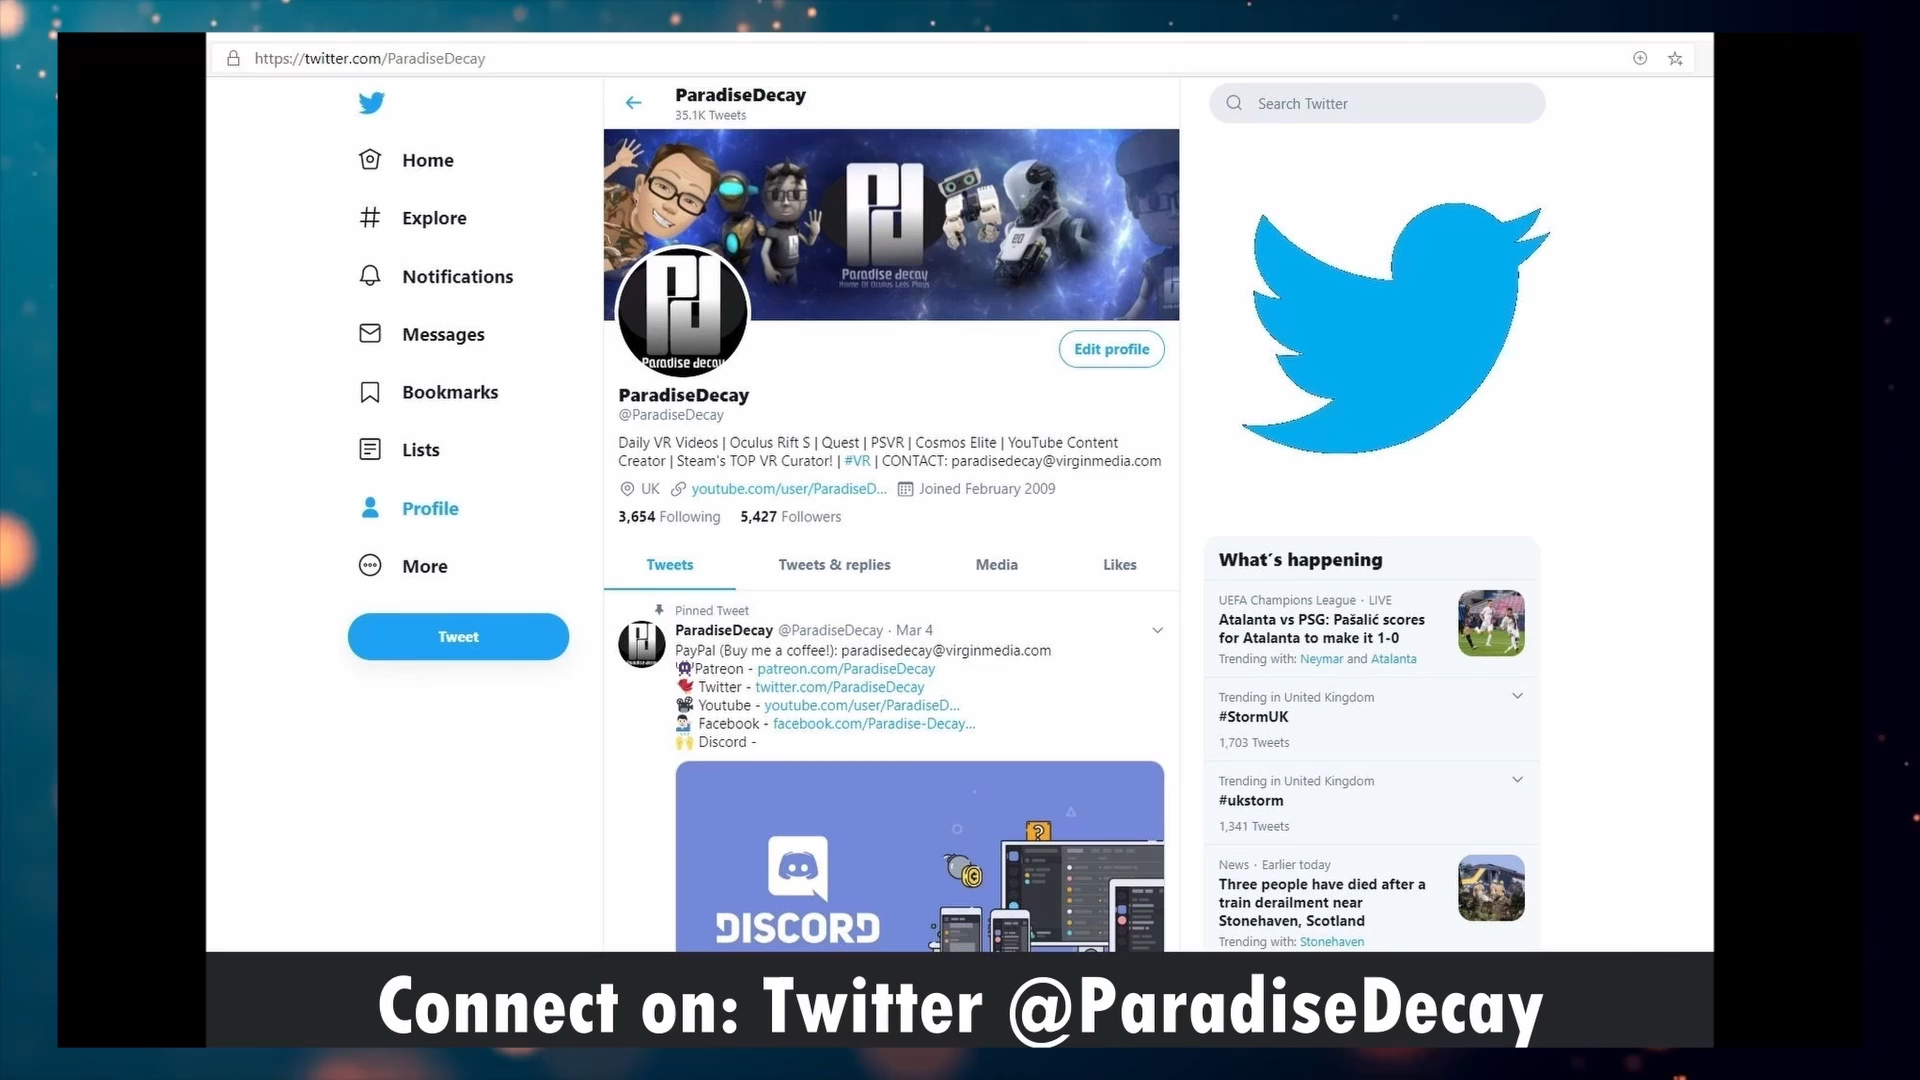 https://twitter.com/ParadiseDecay
Home
Explore
Notifications
Messages
Bookmarks
Lists
Profile
More
Tweet
ParadiseDecay
35.1K Tweets
Paradise decay
Home Of Oculus Lets Plays
Paradise decay
Edit profile
ParadiseDecay
@ParadiseDecay
Daily VR Videos | Oculus Rift S | Quest | PSVR | Cosmos Elite | YouTube Content
Creator | Steam's TOP VR Curator! | #VR | CONTACT: paradisedecay@virginmedia.com
UK youtube.com/user/ParadiseD... Joined February 2009
3,654 Following 5,427 Followers
Tweets Tweets & replies Media Likes
Pinned Tweet
ParadiseDecay @ParadiseDecay · Mar 4
PayPal (Buy me a coffee!): paradisedecay@virginmedia.com
Patreon - patreon.com/ParadiseDecay
Twitter - twitter.com/ParadiseDecay
Youtube - youtube.com/user/ParadiseD...
Facebook - facebook.com/Paradise-Decay...
Discord -
DISCORD
Search Twitter
What's happening
UEFA Champions League · LIVE
Atalanta vs PSG: Pašalić scores
for Atalanta to make it 1-0
Trending with: Neymar and Atalanta
Trending in United Kingdom
#StormUK
1,703 Tweets
Trending in United Kingdom
#ukstorm
1,341 Tweets
News · Earlier today
Three people have died after a
train derailment near
Stonehaven, Scotland
Trending with: Stonehaven
Connect on: Twitter @ParadiseDecay